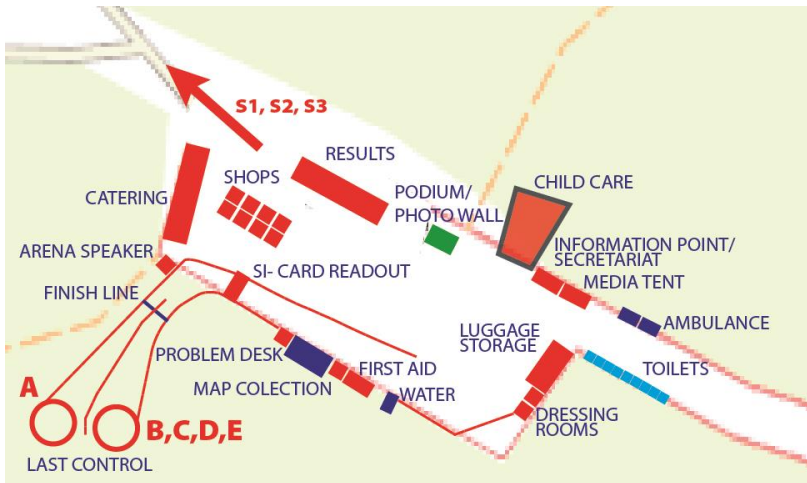 S1, S2, S3
RESULTS
SHOPS
CATERING
PODIUM/
PHOTO WALL
CHILD CARE
ARENA SPEAKER
SI- CARD READOUT
INFORMATION POINT/
SECRETARIAT
MEDIA TENT
FINISH LINE
AMBULANCE
LUGGAGE
STORAGE
PROBLEM DESK
FIRST AID
TOILETS
MAP COLECTION
WATER
A
B,C,D,E
DRESSING
ROOMS
LAST CONTROL